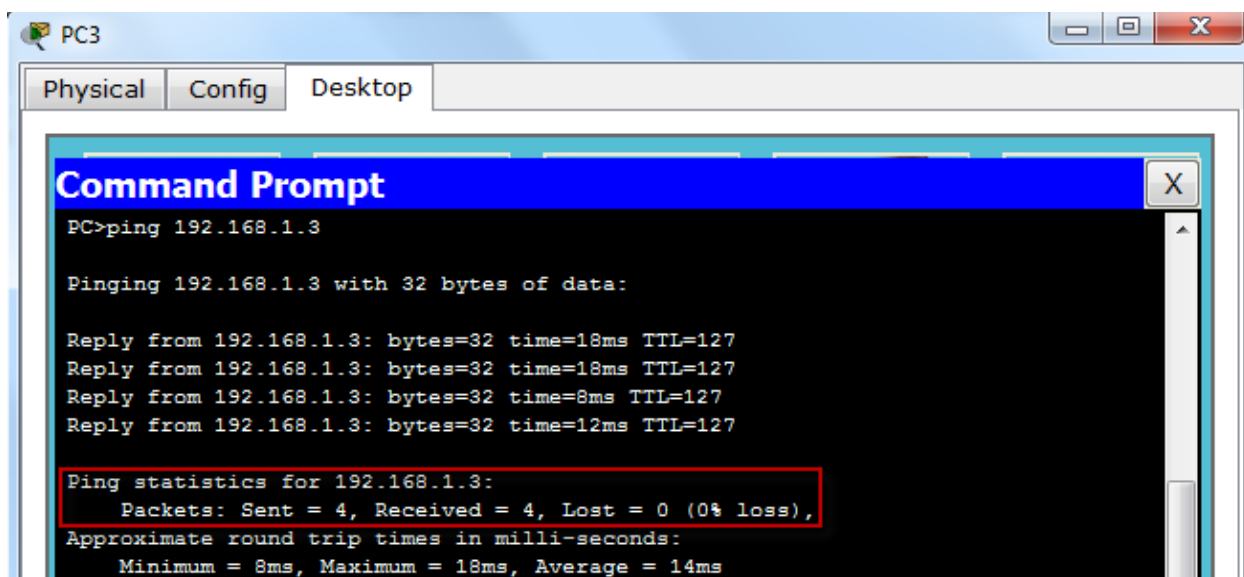 PC3
Physical Config Desktop
Command Prompt X
PC>ping 192.168.1.3
Pinging 192.168.1.3 with 32 bytes of data:
Reply from 192.168.1.3: bytes=32 time=18ms TTL=127
Reply from 192.168.1.3: bytes=32 time=18ms TTL=127
Reply from 192.168.1.3: bytes=32 time=8ms TTL=127
Reply from 192.168.1.3: bytes=32 time=12ms TTL=127
Ping statistics for 192.168.1.3:
Packets: Sent = 4, Received = 4, Lost = 0 (0% loss),
Approximate round trip times in milli-seconds:
Minimum = 8ms, Maximum = 18ms, Average = 14ms